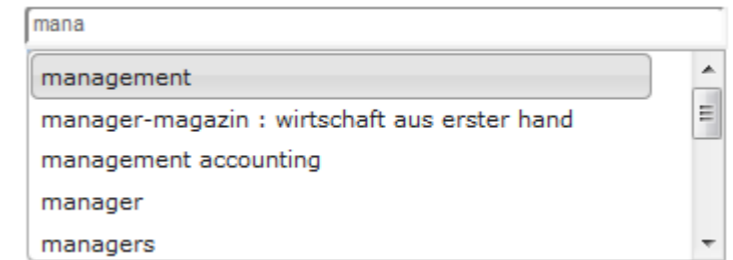 mana
management
manager-magazin : wirtschaft aus erster hand
management accounting
manager
managers